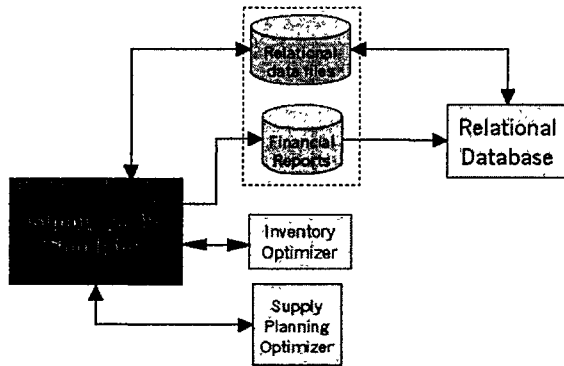 Relational
data files
Financial
Reports
Relational
Database
Inventory
Optimizer
Supply
Planning
Optimizer